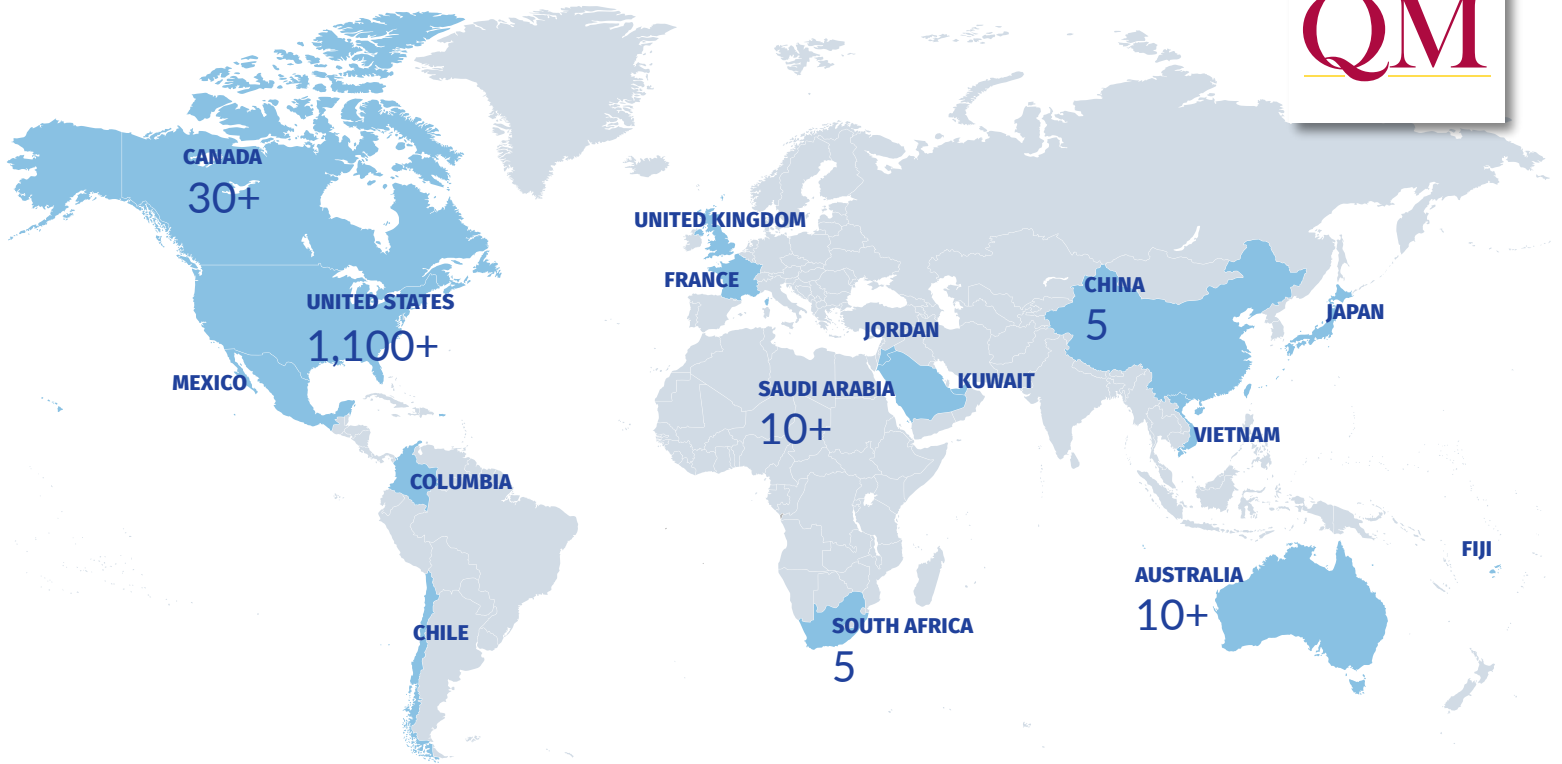 QM
CANADA
30+
UNITED KINGDOM
FRANCE
CHINA
5
UNITED STATES
1,100+
JAPAN
JORDAN
MEXICO
SAUDI ARABIA
10+
KUWAIT
VIETNAM
COLUMBIA
FIJI
AUSTRALIA
10+
CHILE
SOUTH AFRICA
5